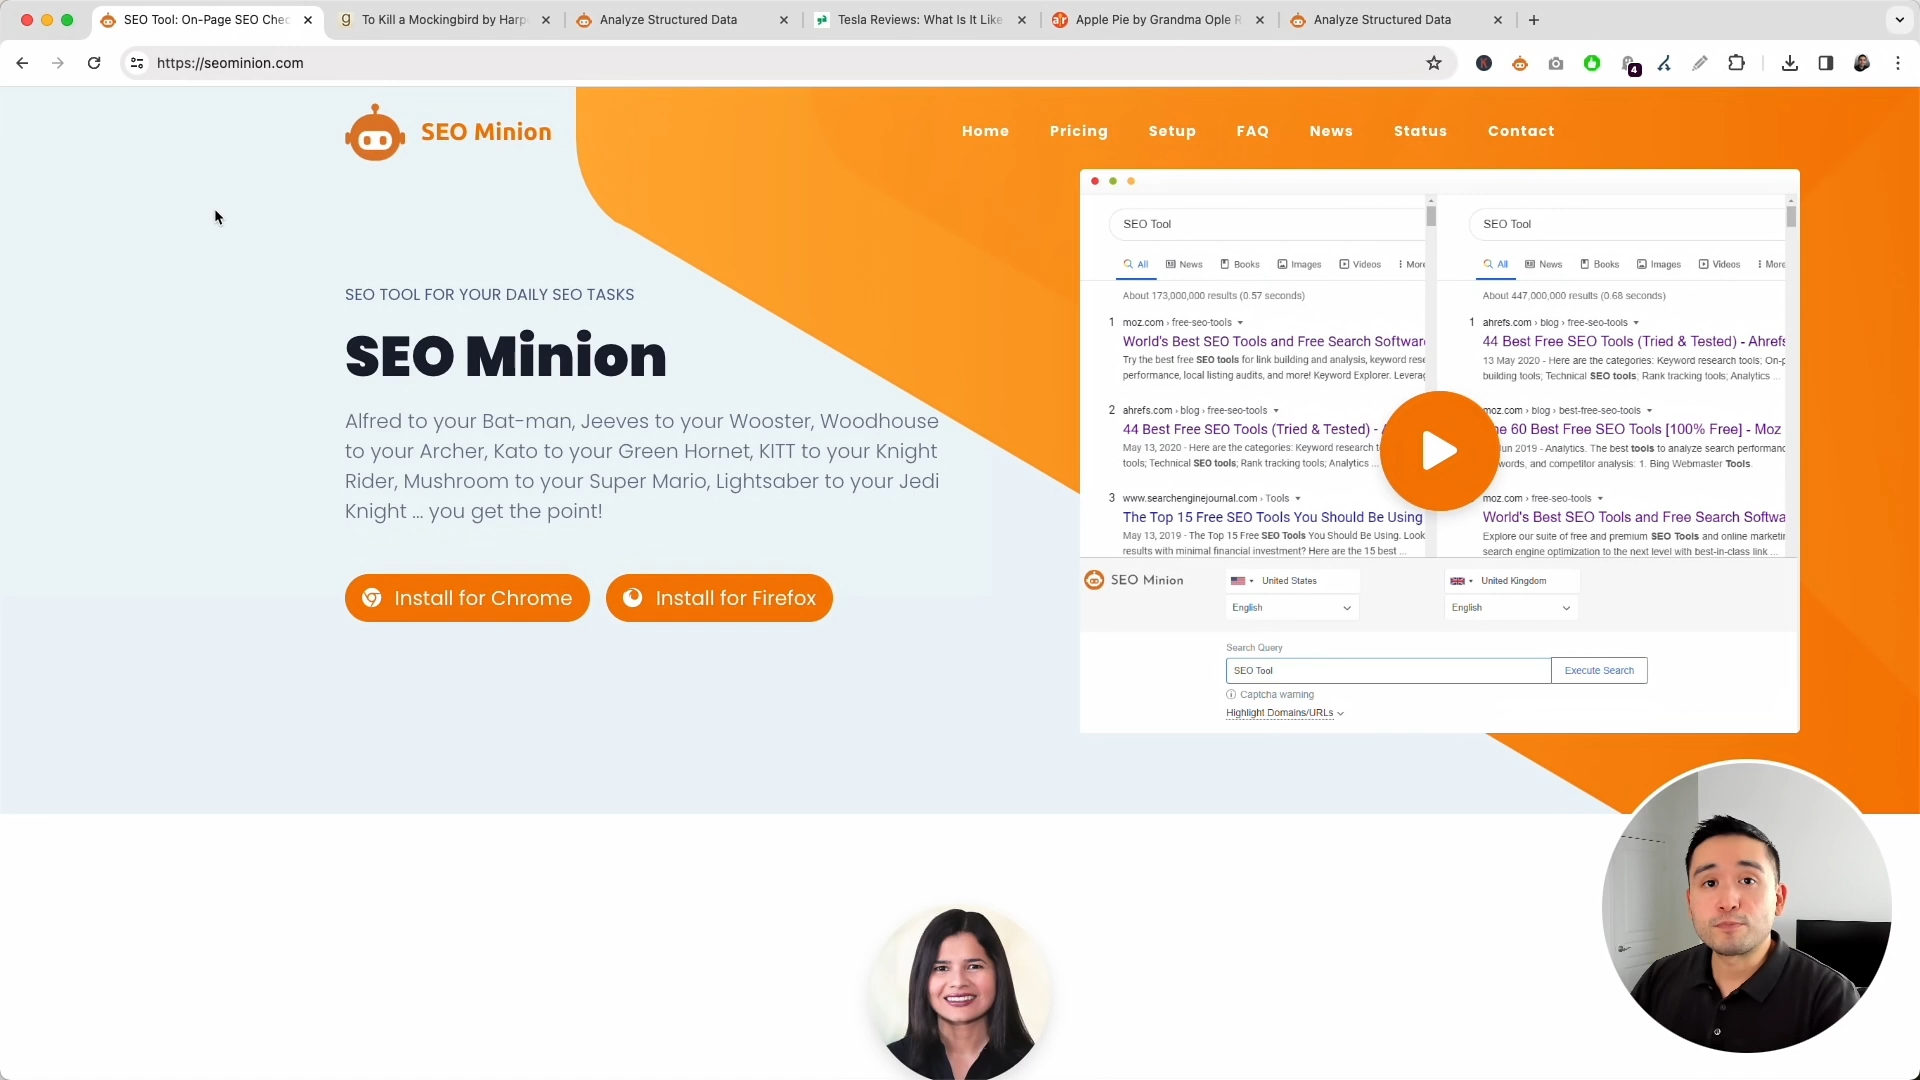 SEO Tool: On-Page SEO Chec
To Kill a Mockingbird by Harp
Analyze Structured Data
Tesla Reviews: What Is It Like
Apple Pie by Grandma Ople R
Analyze Structured Data
https://seominion.com
4
SEO Minion
Home
Pricing
Setup
FAQ
News
Status
Contact
SEO TOOL FOR YOUR DAILY SEO TASKS
SEO Minion
Alfred to your Bat-man, Jeeves to your Wooster, Woodhouse
to your Archer, Kato to your Green Hornet, KITT to your Knight
Rider, Mushroom to your Super Mario, Lightsaber to your Jedi
Knight ... you get the point!
Install for Chrome
Install for Firefox
SEO Tool
All News Books Images Videos More
About 173,000,000 results (0.57 seconds)
1 moz.com › free-seo-tools
World's Best SEO Tools and Free Search Software
Try the best free SEO tools for link building and analysis, keyword rese
performance, local listing audits, and more! Keyword Explorer. Leverag
2 ahrefs.com › blog › free-seo-tools
44 Best Free SEO Tools (Tried & Tested) -
May 13, 2020 - Here are the categories: Keyword research t
tools; Technical SEO tools; Rank tracking tools; Analytics ...
3 www.searchenginejournal.com › Tools
The Top 15 Free SEO Tools You Should Be Using
May 13, 2019 - The Top 15 Free SEO Tools You Should Be Using. Look
results with minimal financial investment? Here are the 15 best ...
SEO Tool
All News Books Images Videos More
About 447,000,000 results (0.68 seconds)
1 ahrefs.com › blog › free-seo-tools
44 Best Free SEO Tools (Tried & Tested) - Ahrefs
13 May 2020 - Here are the categories: Keyword research tools; On-p
building tools; Technical SEO tools; Rank tracking tools; Analytics ...
moz.com › blog › best-free-seo-tools
60 Best Free SEO Tools [100% Free] - Moz
2019 - Analytics. The best tools to analyze search performanc
words, and competitor analysis: 1. Bing Webmaster Tools.
moz.com › free-seo-tools
World's Best SEO Tools and Free Search Softwa
Explore our suite of free and premium SEO Tools and online marketin
search engine optimization to the next level with best-in-class link ...
SEO Minion
United States
English
United Kingdom
English
Search Query
SEO Tool
Execute Search
Captcha warning
Highlight Domains/URLs